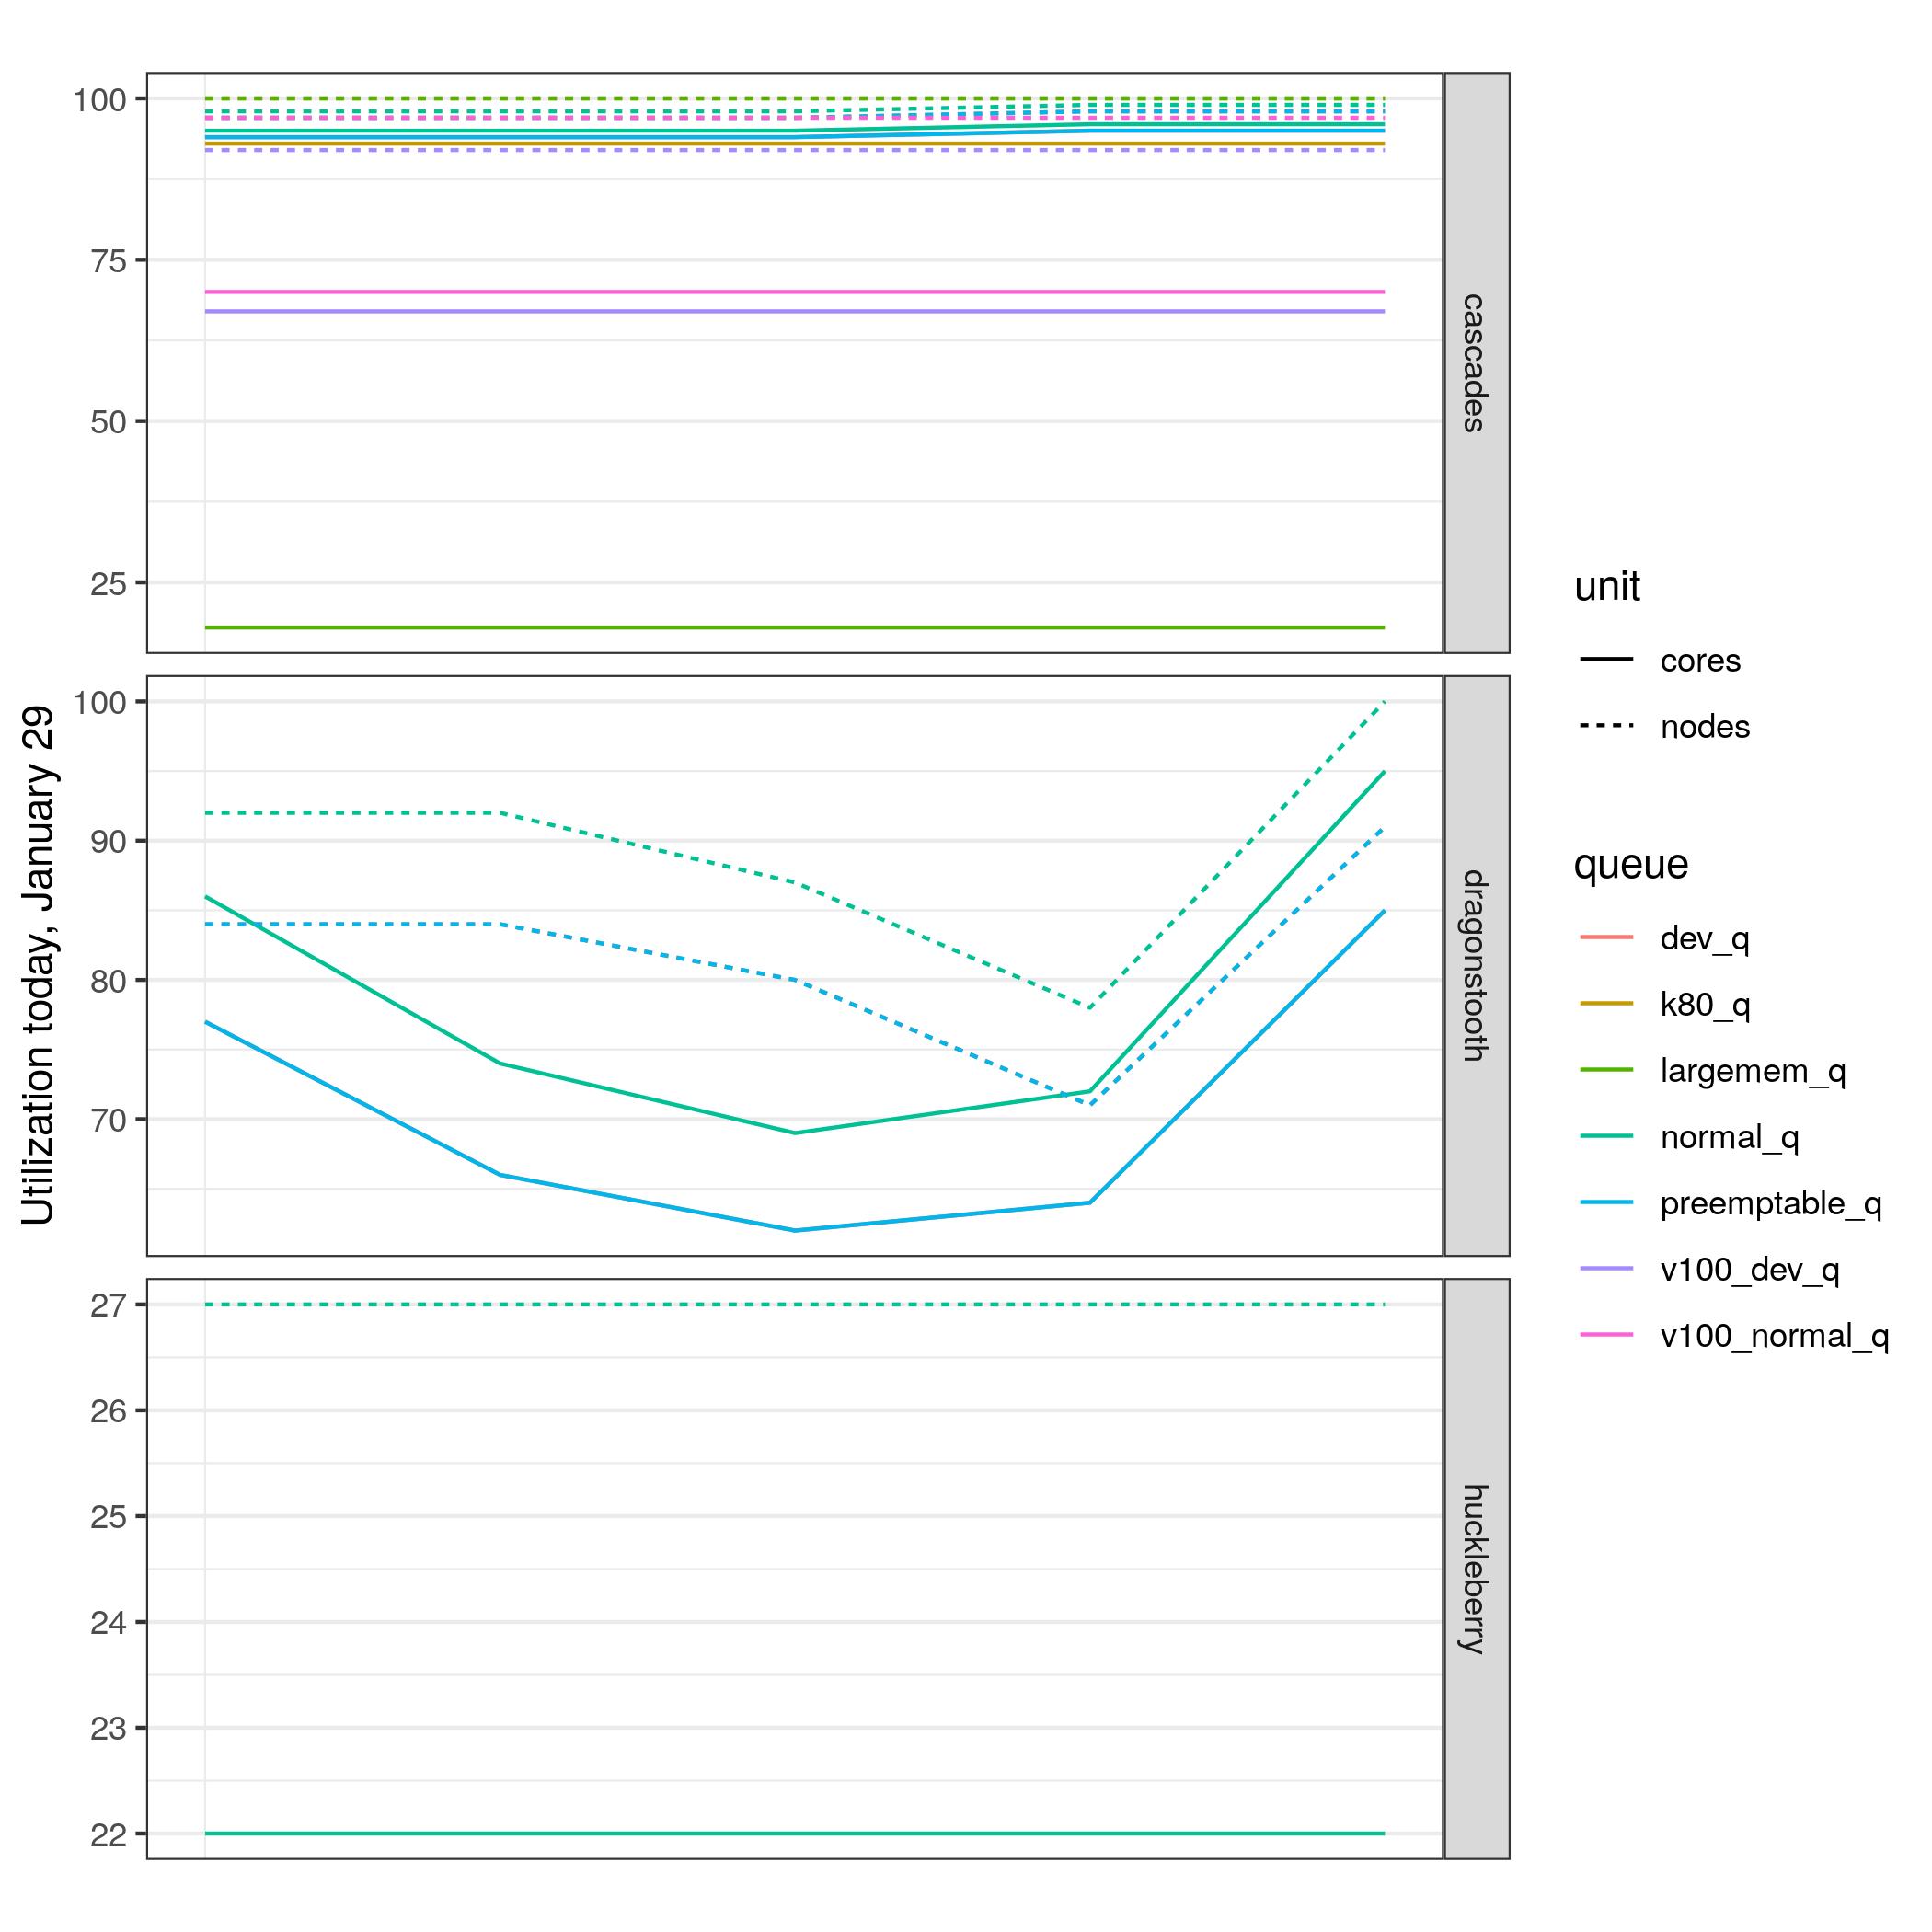 Utilization today, January 29
100
75
50
25
cascades
100
90
80
70
dragonstooth
27
26
25
24
23
22
huckleberry
unit
cores
nodes
queue
dev_q
k80_q
largemem_q
normal_q
preemptable_q
v100_dev_q
v100_normal_q